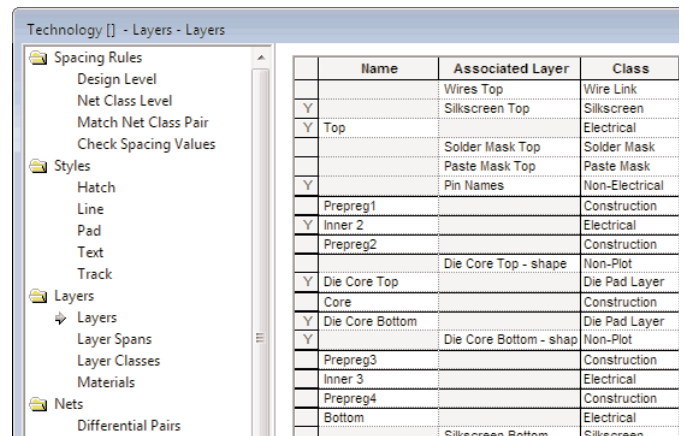 Technology [] - Layers - Layers
Spacing Rules
Design Level
Net Class Level
Match Net Class Pair
Check Spacing Values
Styles
Hatch
Line
Pad
Text
Track
Layers
Layers
Layer Spans
Layer Classes
Materials
Nets
Differential Pairs
Name Associated Layer Class
Wires Top Wire Link
Y Silkscreen Top Silkscreen
Y Top Electrical
Solder Mask Top Solder Mask
Paste Mask Top Paste Mask
Y Pin Names Non-Electrical
Prepreg1 Construction
Y Inner 2 Electrical
Prepreg2 Construction
Die Core Top - shape Non-Plot
Y Die Core Top Die Pad Layer
Core Construction
Y Die Core Bottom Die Pad Layer
Y Die Core Bottom - shap Non-Plot
Prepreg3 Construction
Inner 3 Electrical
Prepreg4 Construction
Bottom Electrical
Silkscreen Bottom Silkscreen